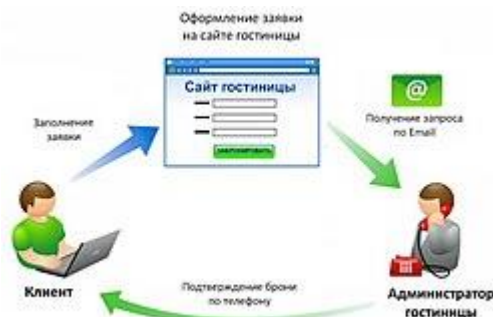 Оформление заявки
на сайте гостиницы
Сайт гостиницы
ЗАБРОНИРОВАТЬ
Заполнение
заявки
@
Получение запроса
по Email
Клиент
Подтверждение брони
по телефону
Администратор
гостиницы